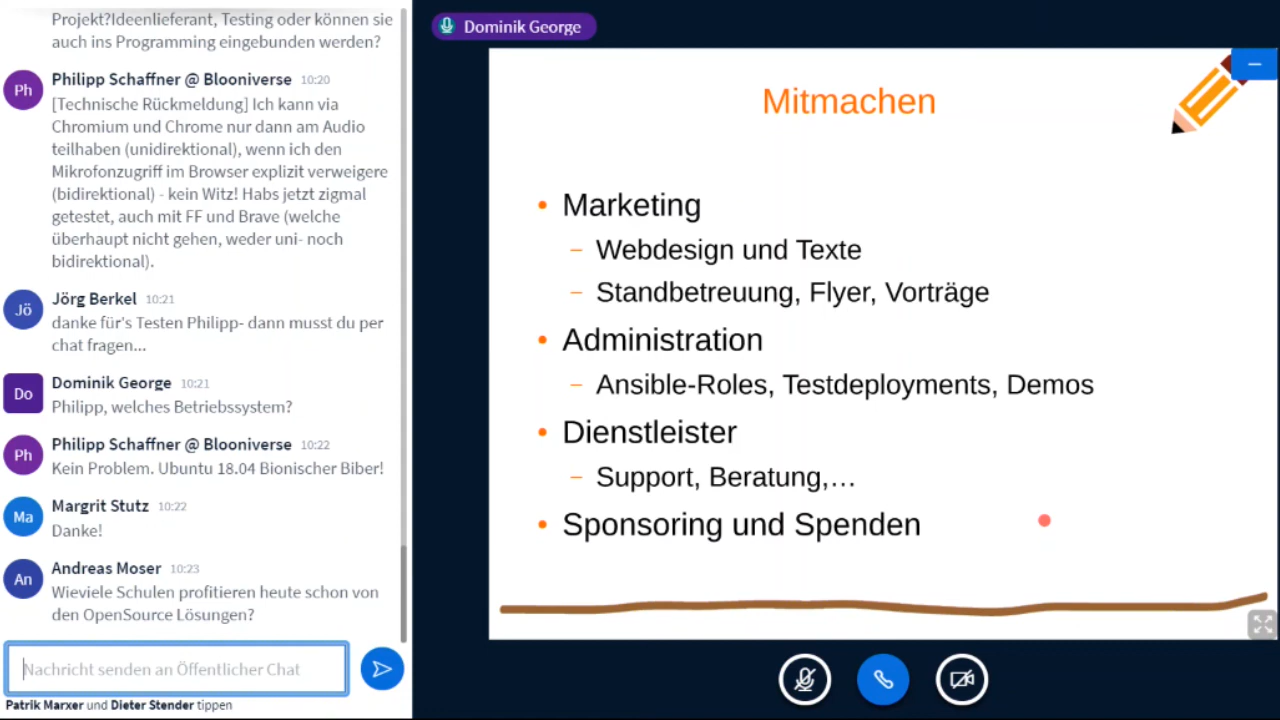 Projekt?Ideenlieferant, Testing oder können sie
auch ins Programming eingebunden werden?
Ph
Philipp Schaffner @ Blooniverse 10:20
[Technische Rückmeldung] Ich kann via
Chromium und Chrome nur dann am Audio
teilhaben (unidirektional), wenn ich den
Mikrofonzugriff im Browser explizit verweigere
(bidirektional) - kein Witz! Habs jetzt zigmal
getestet, auch mit FF und Brave (welche
überhaupt nicht gehen, weder uni- noch
bidirektional).
Jö
Jörg Berkel 10:21
danke für's Testen Philipp- dann musst du per
chat fragen...
Do
Dominik George 10:21
Philipp, welches Betriebssystem?
Ph
Philipp Schaffner @ Blooniverse 10:22
Kein Problem. Ubuntu 18.04 Bionischer Biber!
Ma
Margrit Stutz 10:22
Danke!
An
Andreas Moser 10:23
Wieviele Schulen profitieren heute schon von
den OpenSource Lösungen?
Nachricht senden an Öffentlicher Chat
Patrik Marxer und Dieter Stender tippen
Dominik George
Mitmachen
• Marketing
– Webdesign und Texte
– Standbetreuung, Flyer, Vorträge
• Administration
– Ansible-Roles, Testdeployments, Demos
• Dienstleister
– Support, Beratung,…
• Sponsoring und Spenden